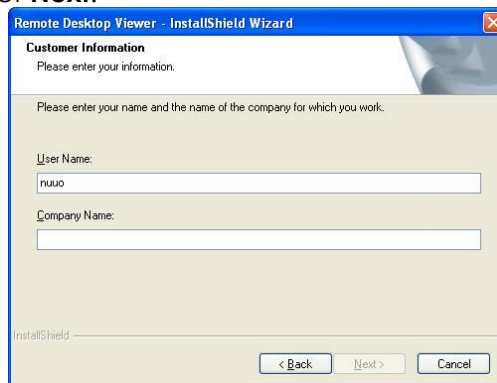 Next.
Remote Desktop Viewer - InstallShield Wizard
Customer Information
Please enter your information.
Please enter your name and the name of the company for which you work.
User Name:
nuuo
Company Name:
InstallShield
< Back Next > Cancel